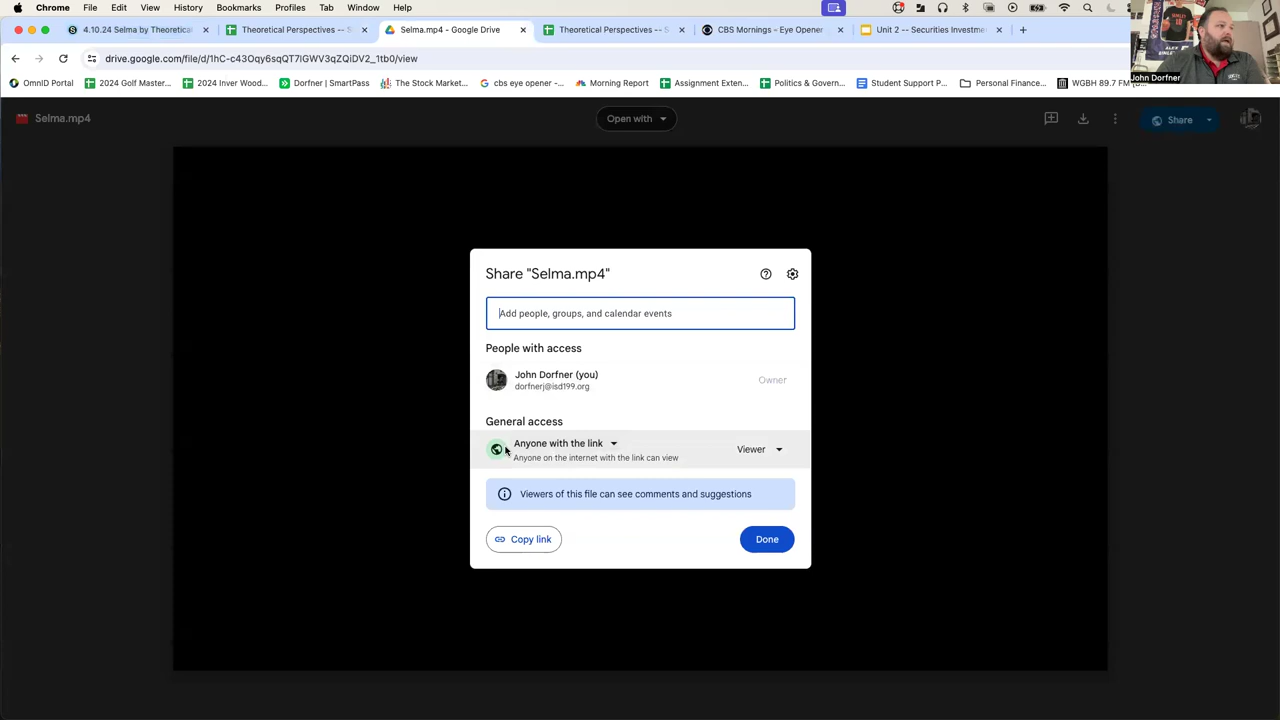 Chrome File Edit View History Bookmarks Profiles Tab Window Help
4.10.24 Selma by Theoretical
Theoretical Perspectives -- S
Selma.mp4 - Google Drive
Theoretical Perspectives -- S
CBS Mornings – Eye Opener
Unit 2 -- Securities Investme
drive.google.com/file/d/1hC-c43Oqy6sqQT7iGWV3qZQiDV2_1tb0/view
OmniD Portal
2024 Golf Master...
2024 Inver Wood...
Dorfner | SmartPass
The Stock Market...
cbs eye opener -...
Morning Report
Assignment Exten...
Politics & Govern...
Student Support P...
Personal Finance...
WGBH 89.7 FM
John Dorfner
Selma.mp4
Open with
Share
Share "Selma.mp4"
Add people, groups, and calendar events
People with access
John Dorfner (you)
dorfnerj@isd199.org
Owner
General access
Anyone with the link
Viewer
Anyone on the internet with the link can view
Viewers of this file can see comments and suggestions
Copy link
Done